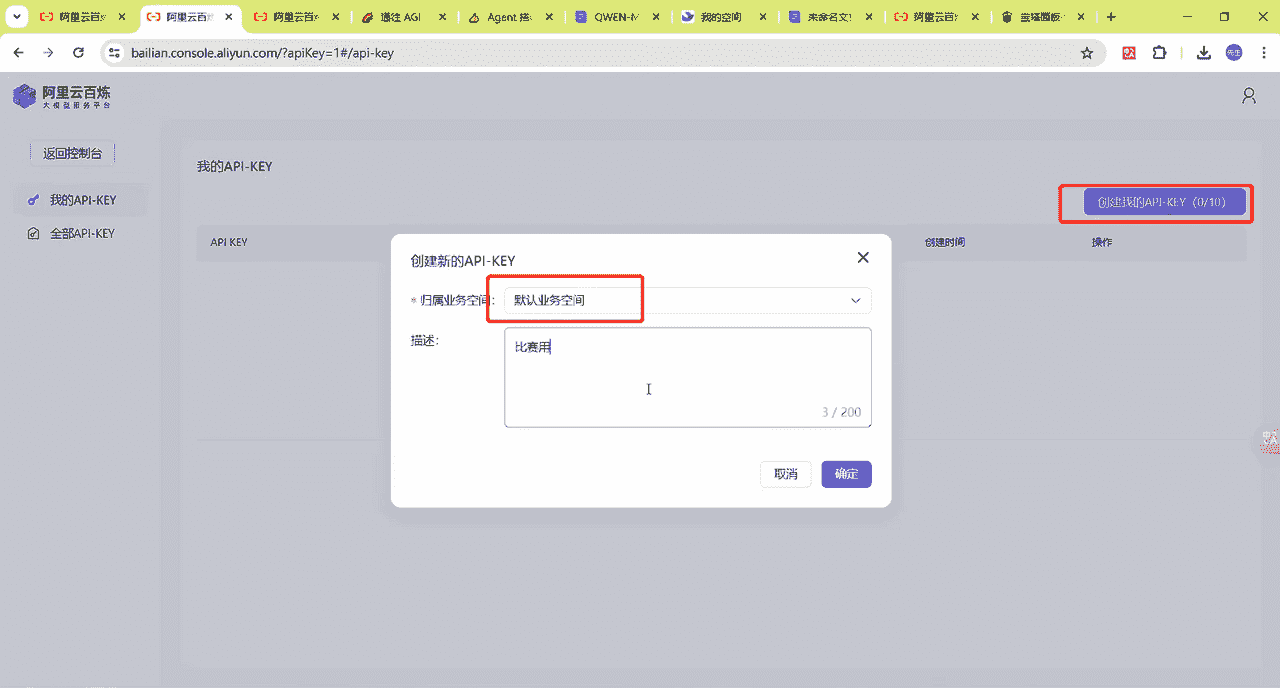 阿里云百
阿里云百
阿里云百
通往 AGI
Agent 搭
QWEN-
我的空间
未命名文
阿里云百
bailian.console.aliyun.com/?apiKey=1#/api-key
先生
阿里云百炼
大模型服务平台
返回控制台
我的API-KEY
全部API-KEY
我的API-KEY
创建我的API-KEY（0/10）
API KEY
创建时间
操作
创建新的API-KEY
* 归属业务空间：
默认业务空间
描述：
比赛用
3 / 200
取消
确定